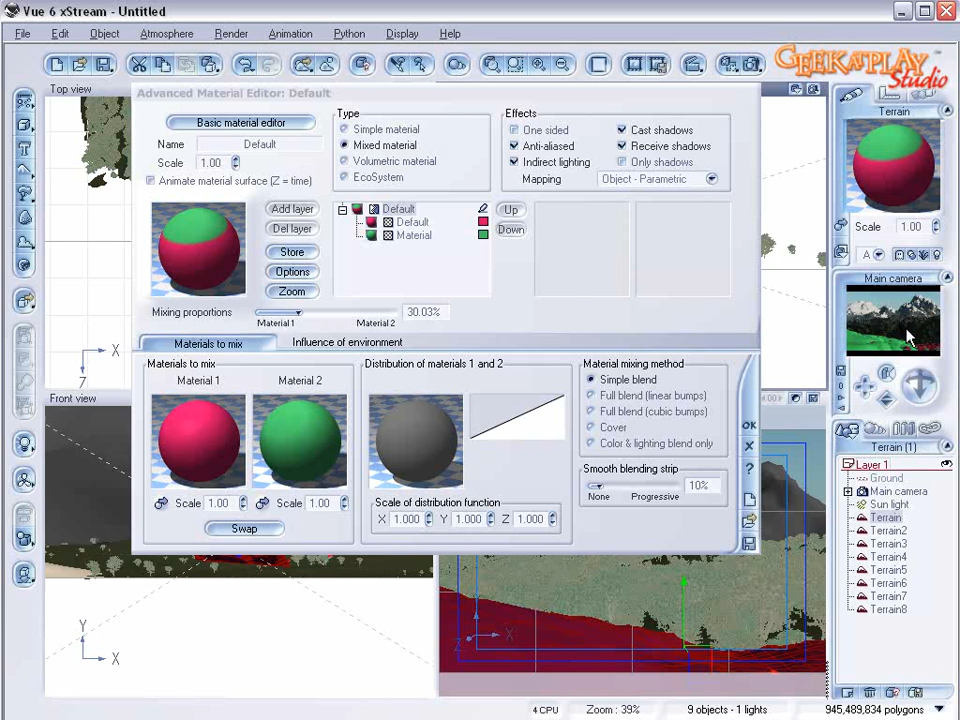 Vue 6 xStream - Untitled
File Edit Object Atmosphere Render Animation Python Display Help
GEEKATPLAY Studio
Top view
Advanced Material Editor: Default
Basic material editor
Name Default
Scale 1.00
Animate material surface (Z = time)
Type
Simple material
Mixed material
Volumetric material
EcoSystem
Effects
One sided Cast shadows
Anti-aliased Receive shadows
Indirect lighting Only shadows
Mapping Object - Parametric
Add layer
Del layer
Store
Options
Zoom
Default
Default
Material
Up
Down
Mixing proportions 30.03%
Material 1 Material 2
Materials to mix Influence of environment
Materials to mix
Material 1 Material 2
Scale 1.00 Scale 1.00
Swap
Distribution of materials 1 and 2
Scale of distribution function
X 1.000 Y 1.000 Z 1.000
Material mixing method
Simple blend
Full blend (linear bumps)
Full blend (cubic bumps)
Cover
Color & lighting blend only
Smooth blending strip
10%
None Progressive
OK
X
Z
Front view
Y
X
Z X
Terrain
Scale 1.00
A
Main camera
Terrain (1)
Layer 1
Ground
Main camera
Sun light
Terrain
Terrain2
Terrain3
Terrain4
Terrain5
Terrain6
Terrain7
Terrain8
4 CPU Zoom : 39% 9 objects - 1 lights 945,489,834 polygons